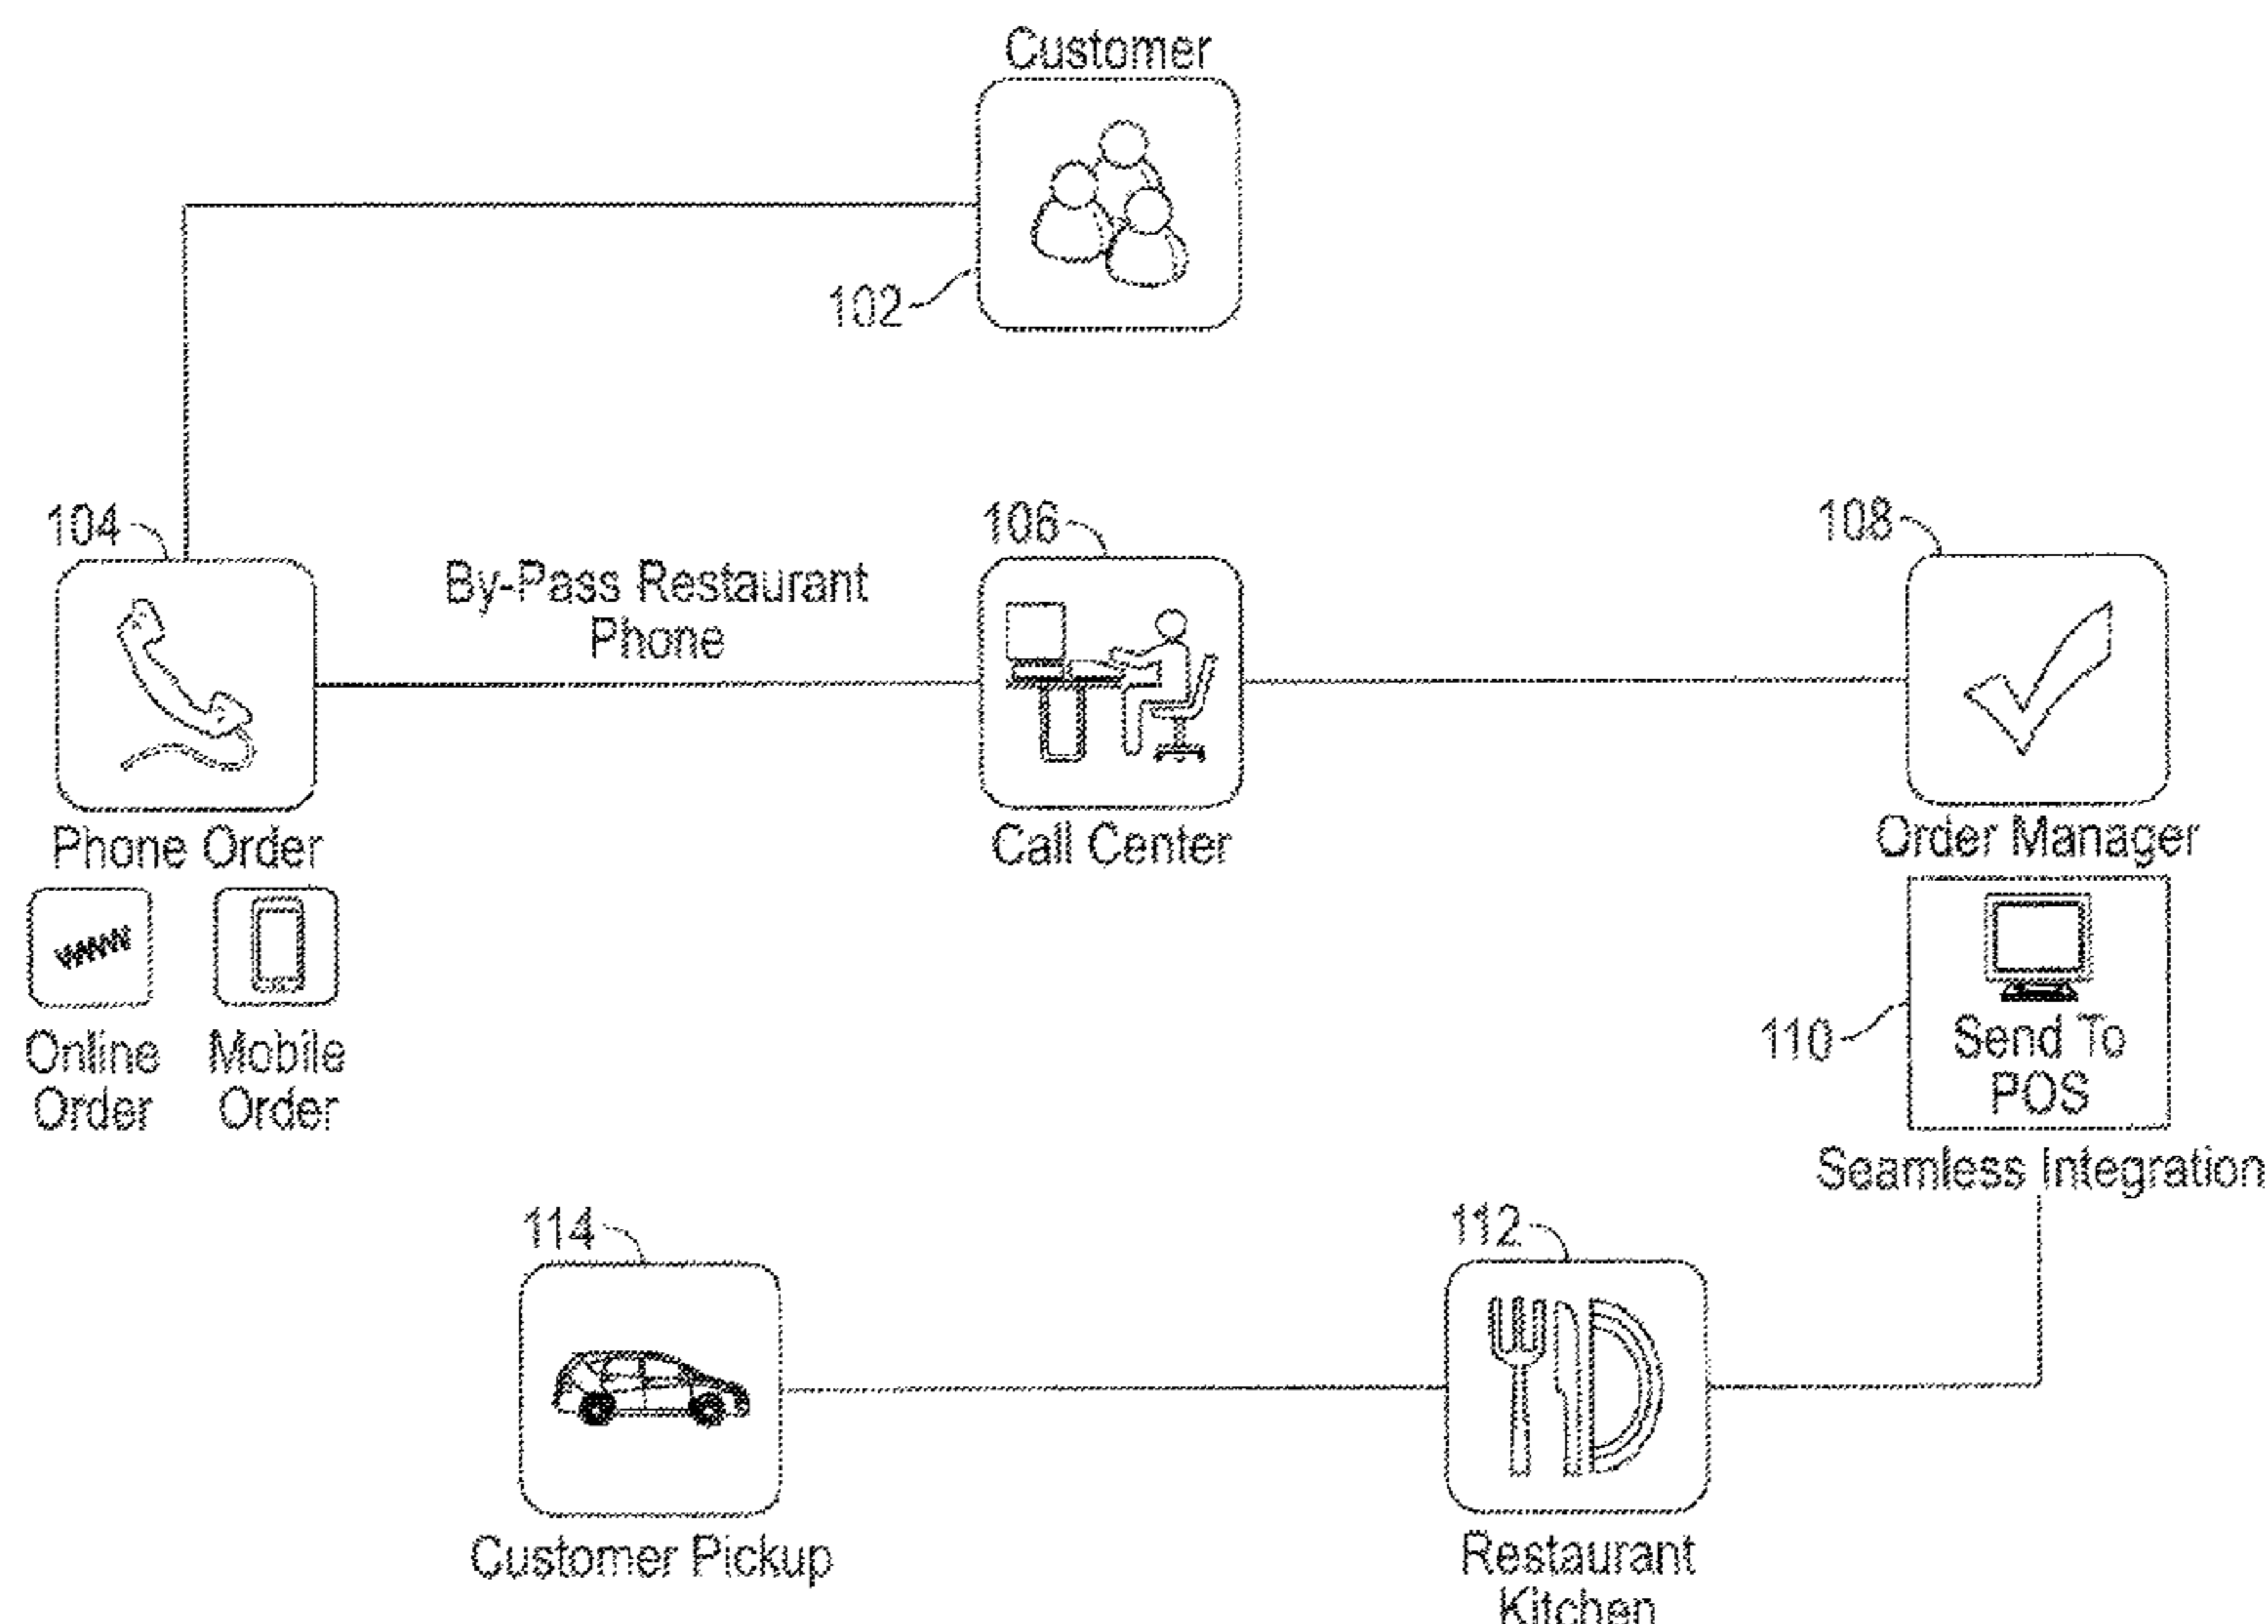 Customer
102
104
By-Pass Restaurant
Phone
106
108
Phone Order
Call Center
Order Manager
www
Online
Order
Mobile
Order
110
Send To
POS
Seamless Integration
114
112
Customer Pickup
Restaurant
Kitchen